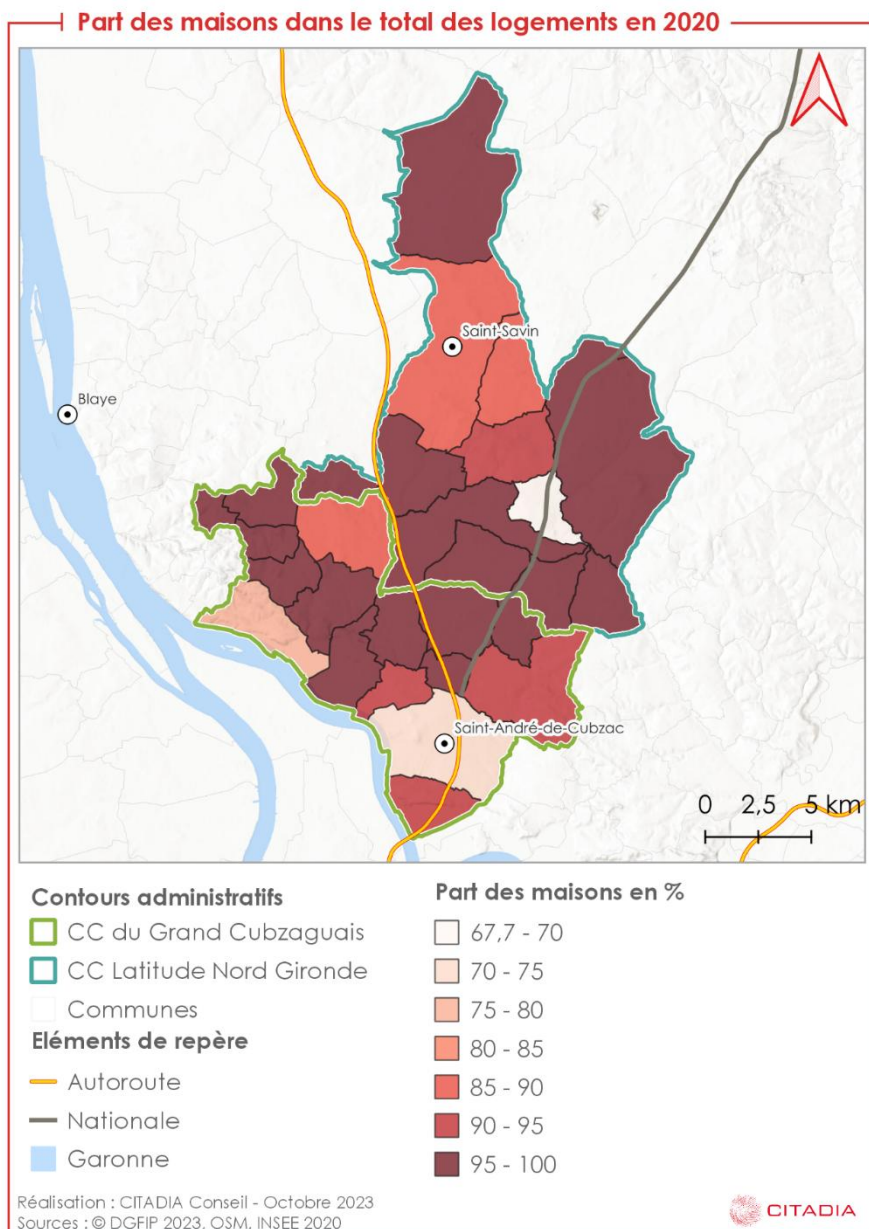 Part des maisons dans le total des logements en 2020
Saint-Savin
Blaye
Saint-André-de-Cubzac
0 2,5 5 km
Contours administratifs
CC du Grand Cubzaguais
CC Latitude Nord Gironde
Communes
Eléments de repère
Autoroute
Nationale
Garonne
Part des maisons en %
67,7 - 70
70 - 75
75 - 80
80 - 85
85 - 90
90 - 95
95 - 100
Réalisation : CITADIA Conseil - Octobre 2023
Sources : © DGFIP 2023, OSM, INSEE 2020
CITADIA